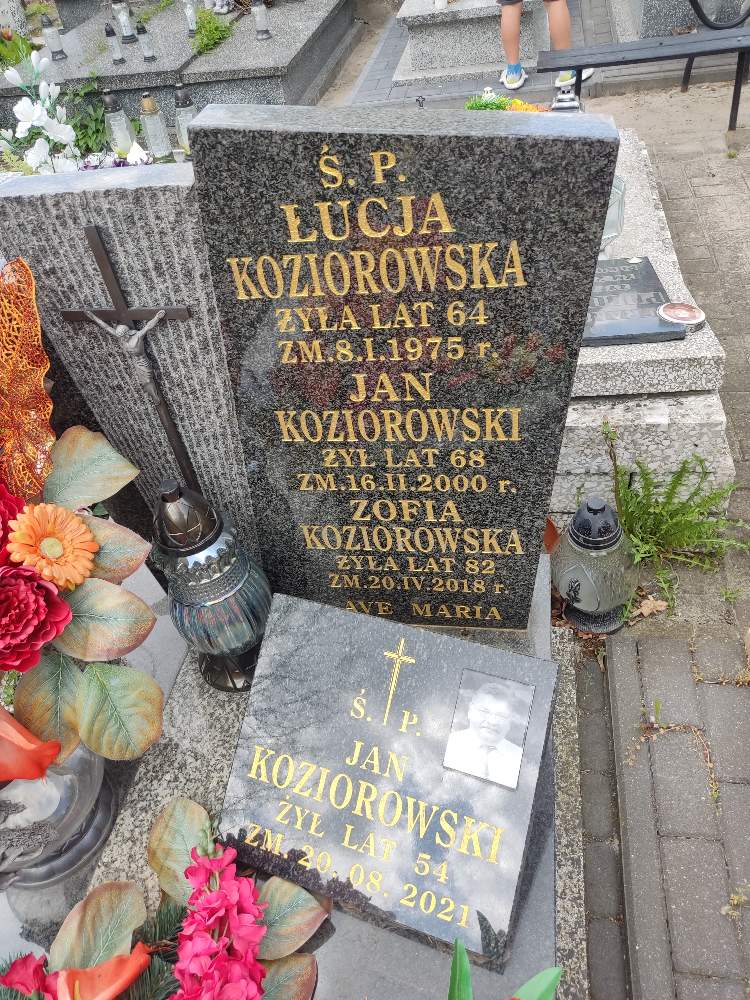 Ś. P.
ŁUCJA
KOZIOROWSKA
ŻYŁA LAT 64
ZM.8.I.1975 r.
JAN
KOZIOROWSKI
ŻYŁ LAT 68
ZM.16.II.2000 r.
ZOFIA
KOZIOROWSKA
ŻYŁA LAT 82
ZM.20.IV.2018 r.
AVE MARIA
Ś. P.
JAN
KOZIOROWSKI
ŻYŁ LAT 54
ZM. 20. 08. 2021